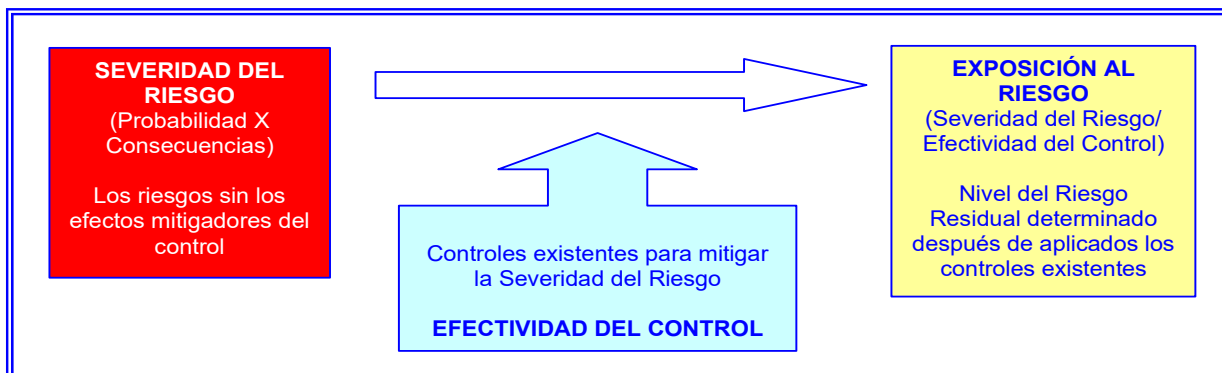 SEVERIDAD DEL
RIESGO
(Probabilidad X
Consecuencias)
Los riesgos sin los
efectos mitigadores del
control
Controles existentes para mitigar
la Severidad del Riesgo
EFECTIVIDAD DEL CONTROL
EXPOSICIÓN AL
RIESGO
(Severidad del Riesgo/
Efectividad del Control)
Nivel del Riesgo
Residual determinado
después de aplicados los
controles existentes